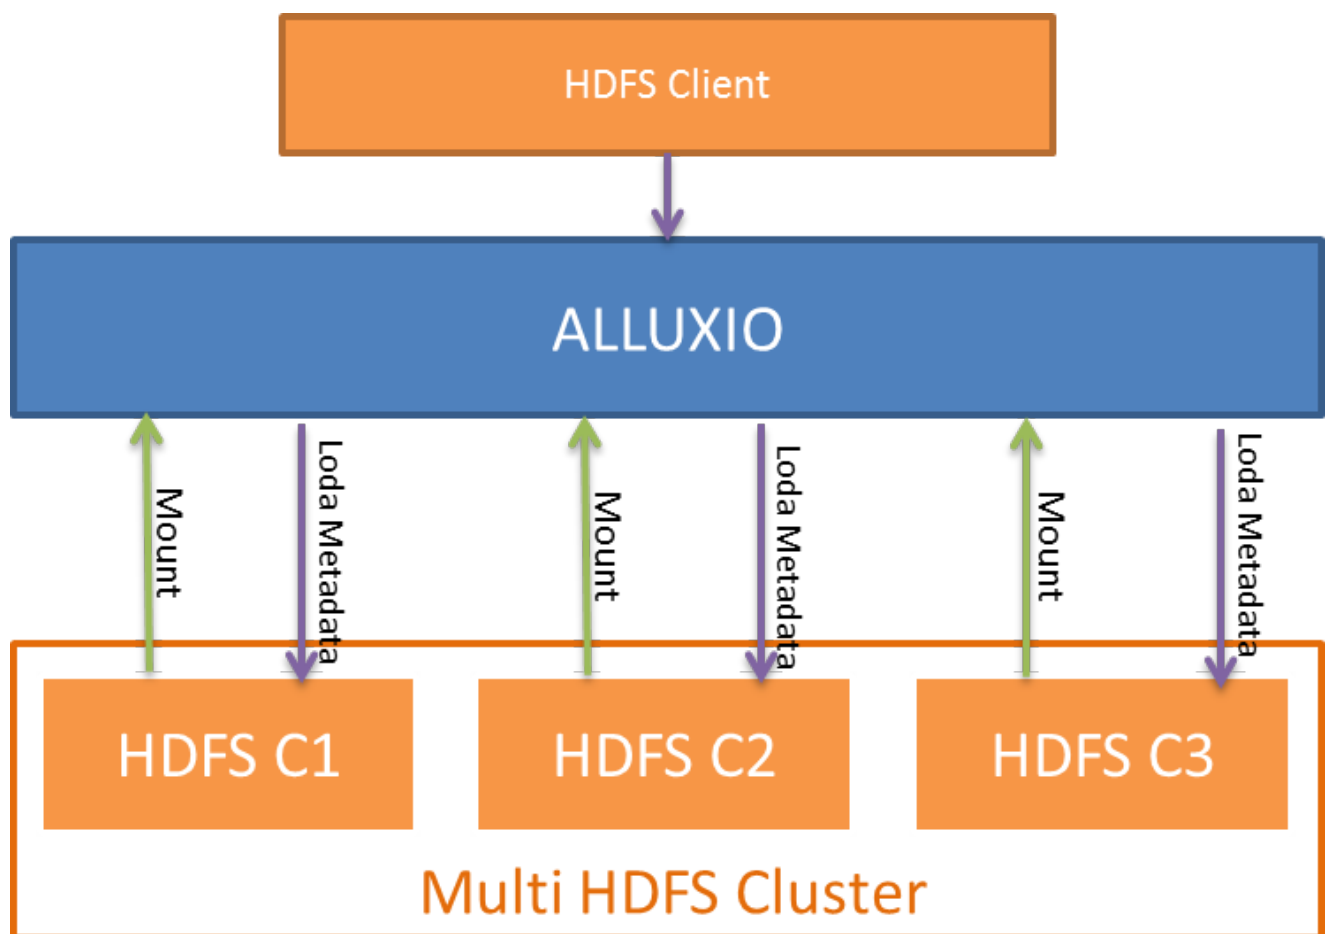 HDFS Client
ALLUXIO
Mount
Loda Metadata
Mount
Loda Metadata
Mount
Loda Metadata
HDFS C1
HDFS C2
HDFS C3
Multi HDFS Cluster